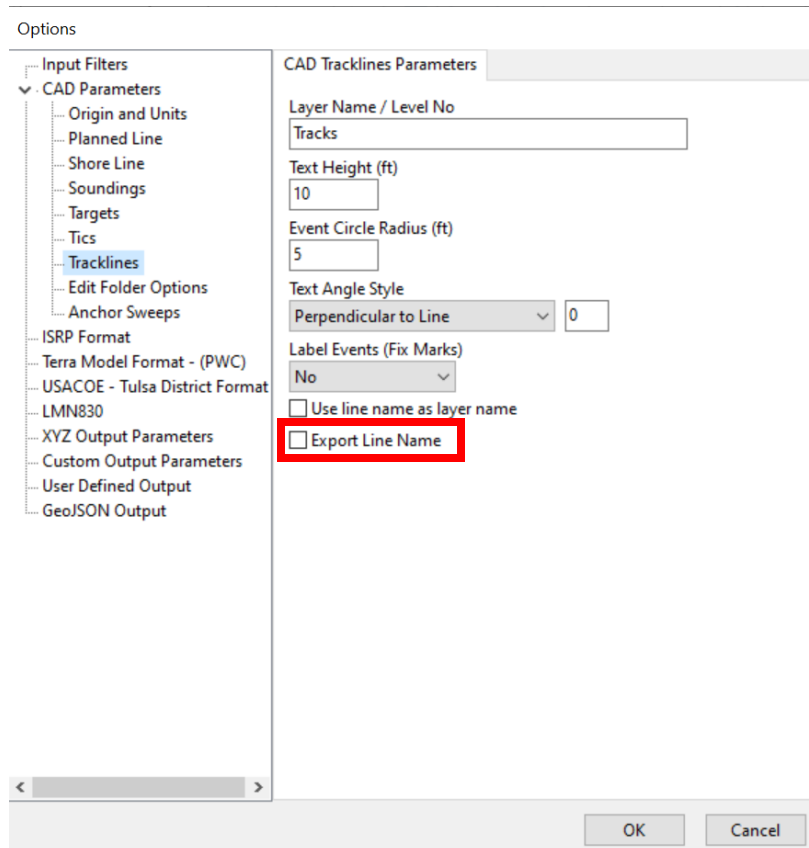 Options
Input Filters
CAD Parameters
Origin and Units
Planned Line
Shore Line
Soundings
Targets
Tics
Tracklines
Edit Folder Options
Anchor Sweeps
ISRP Format
Terra Model Format - (PWC)
USACOE - Tulsa District Format
LMN830
XYZ Output Parameters
Custom Output Parameters
User Defined Output
GeoJSON Output
CAD Tracklines Parameters
Layer Name / Level No
Tracks
Text Height (ft)
10
Event Circle Radius (ft)
5
Text Angle Style
Perpendicular to Line 0
Label Events (Fix Marks)
No
Use line name as layer name
Export Line Name
OK Cancel